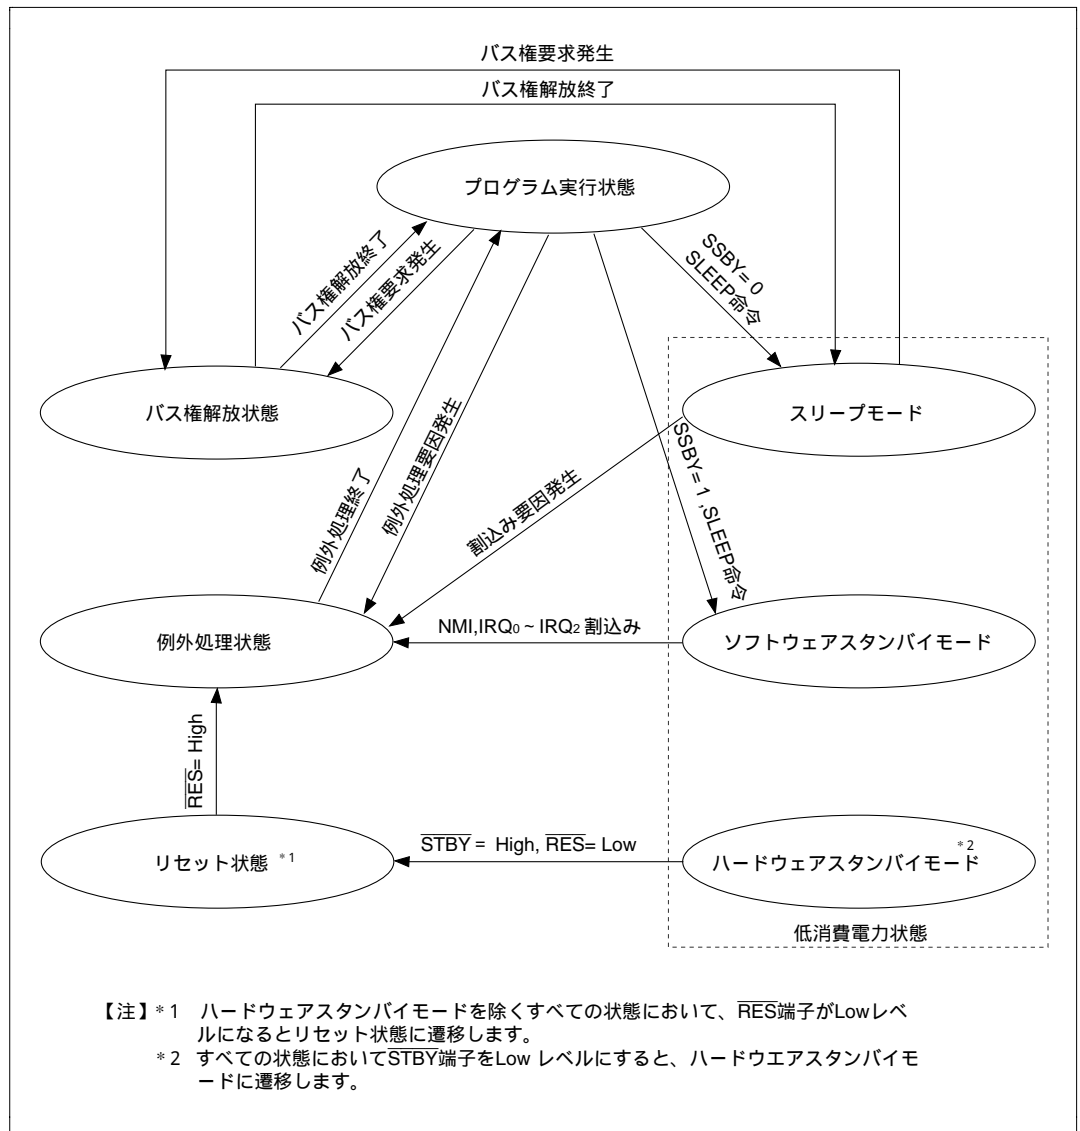 バス権要求発生
バス権解放終了
プログラム実行状態
バス権解放終了
バス権要求発生
SSBY= 0
SLEEP命令
バス権解放状態
スリープモード
例外処理終了
例外処理要因発生
割込み要因発生
SSBY= 1 ,SLEEP命令
例外処理状態
NMI,IRQ0 ~ IRQ2 割込み
ソフトウェアスタンバイモード
RES= High
リセット状態 *1
STBY = High, RES= Low
ハードウェアスタンバイモード *2
低消費電力状態
【注】*1 ハードウェアスタンバイモードを除くすべての状態において、RES端子がLowレベ
ルになるとリセット状態に遷移します。
*2 すべての状態においてSTBY端子をLow レベルにすると、ハードウエアスタンバイモ
ードに遷移します。